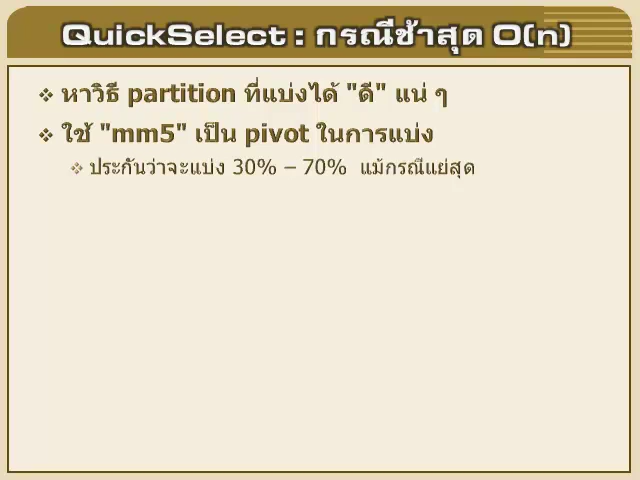 QuickSelect : กรณีช้าสุด O(n)
หาวิธี partition ที่แบ่งได้ "ดี" แน่ ๆ
ใช้ "mm5" เป็น pivot ในการแบ่ง
ประกันว่าจะแบ่ง 30% – 70% แม้กรณีแย่สุด